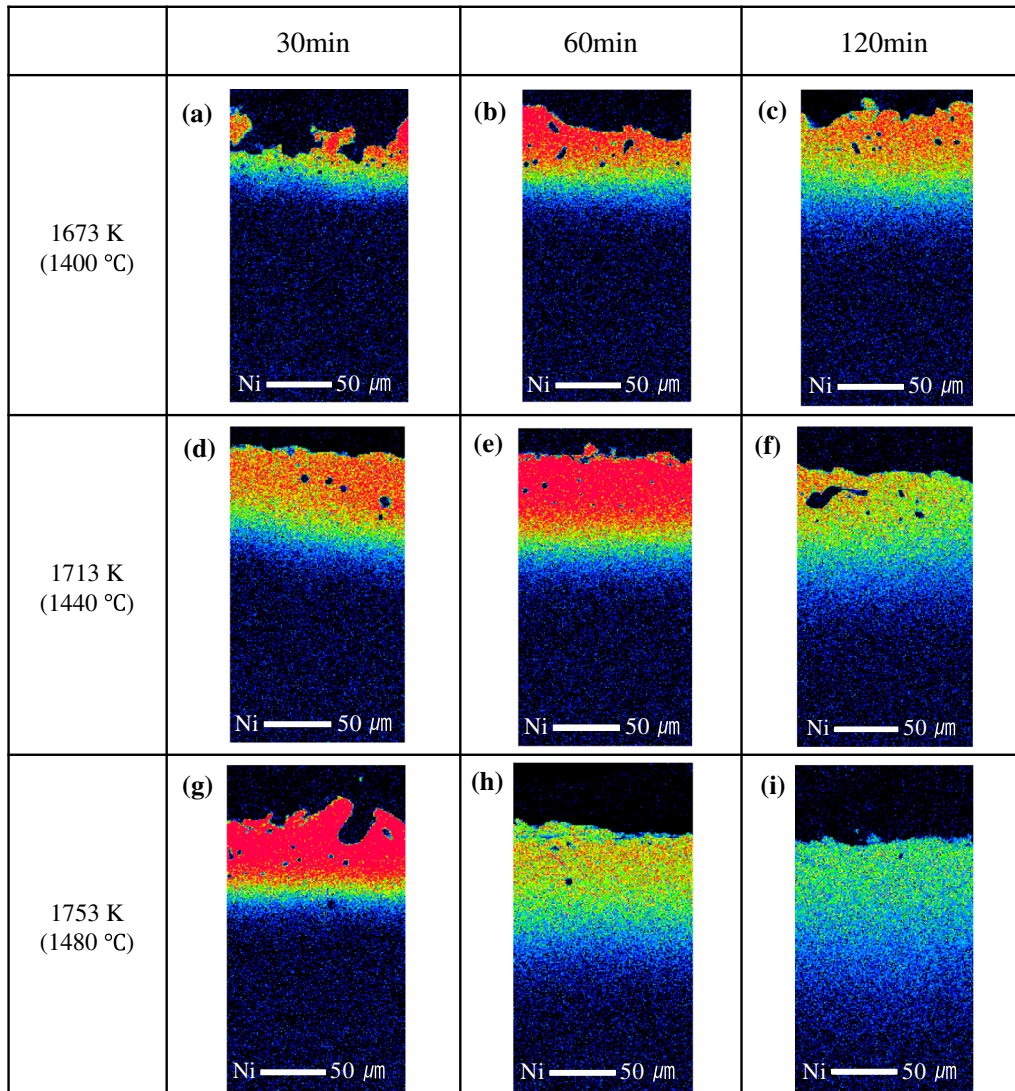 30min 60min 120min
1673 K
(1400 ℃)
(a) (b) (c)
Ni 50 ㎛ Ni 50 ㎛ Ni 50 ㎛
1713 K
(1440 ℃)
(d) (e) (f)
Ni 50 ㎛ Ni 50 ㎛ Ni 50 ㎛
1753 K
(1480 ℃)
(g) (h) (i)
Ni 50 ㎛ Ni 50 ㎛ Ni 50 ㎛